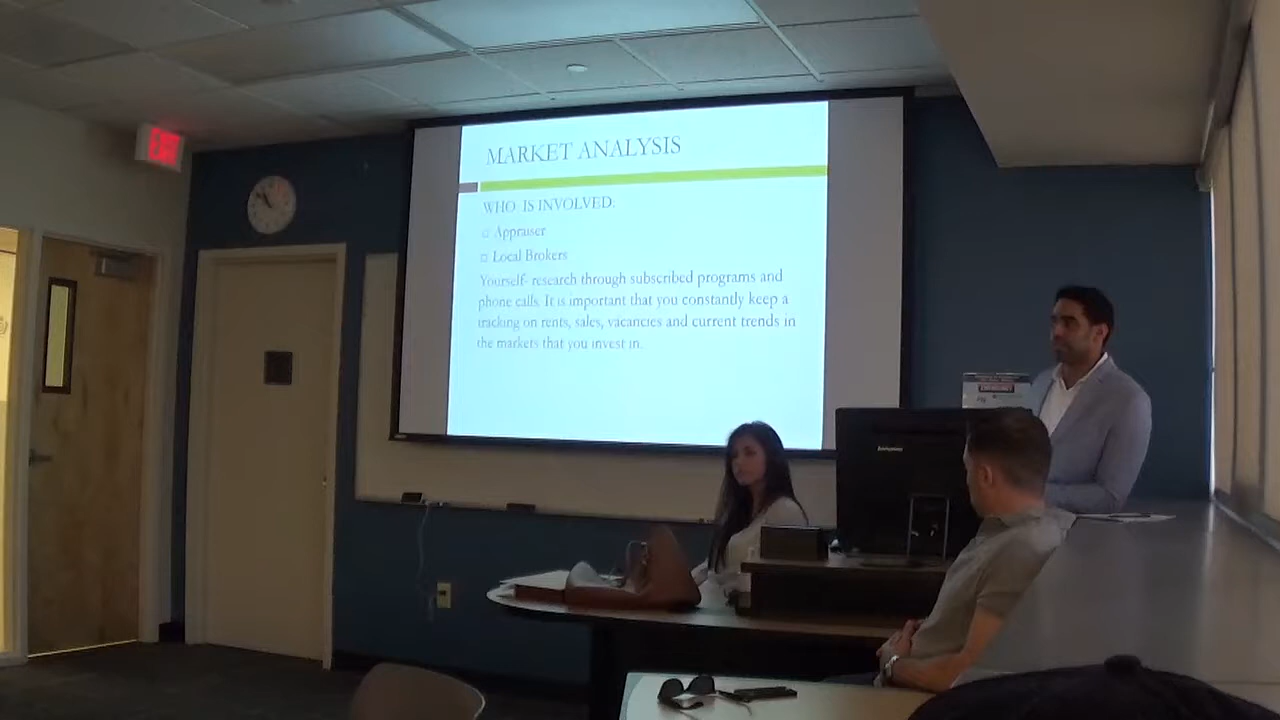 EXIT
MARKET ANALYSIS
WHO IS INVOLVED.
Appraiser
Local Brokers
Yourself- research through subscribed programs and
phone calls. It is important that you constantly keep a
tracking on rents, sales, vacancies and current trends in
the markets that you invest in.
lenovo